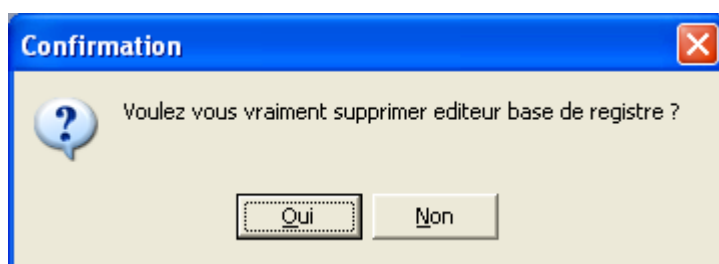 Confirmation
Voulez vous vraiment supprimer editeur base de registre ?
Oui Non